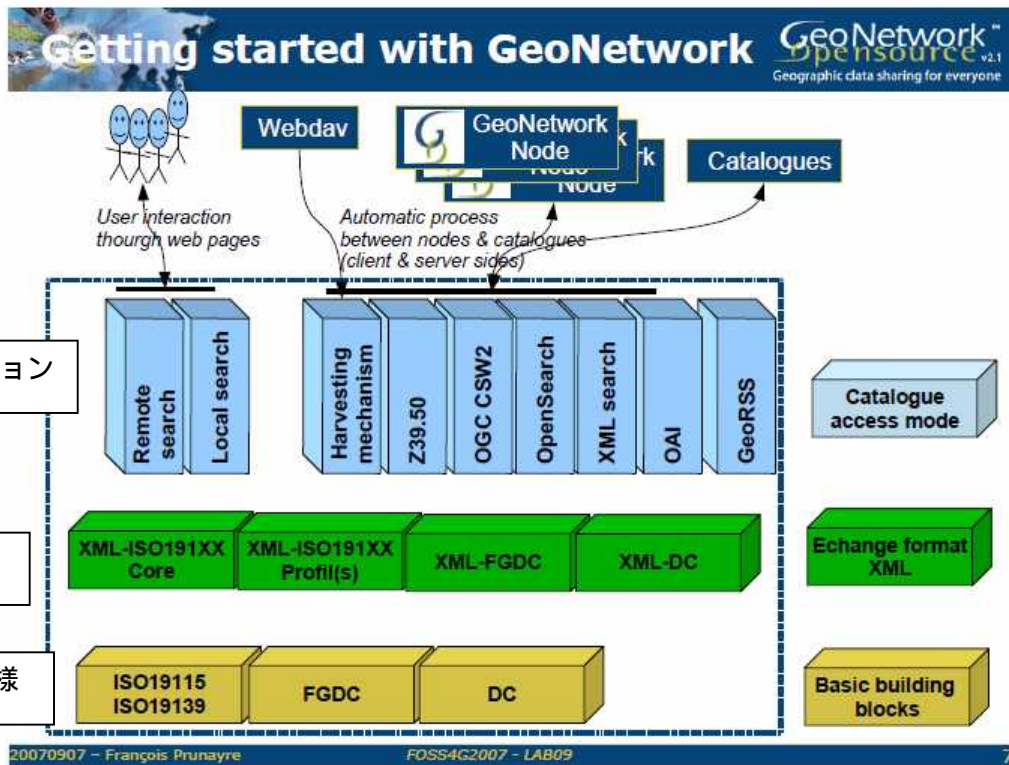 Getting started with GeoNetwork
GeoNetwork™
Opensource v2.1
Geographic data sharing for everyone
Webdav
GeoNetwork
Node
k
Node
rk
Node
Catalogues
User interaction
thourgh web pages
Automatic process
between nodes & catalogues
(client & server sides)
Remote
search
Local search
Harvesting
mechanism
Z39.50
OGC CSW2
OpenSearch
XML search
OAI
GeoRSS
Catalogue
access mode
ョン
XML-ISO191XX
Core
XML-ISO191XX
Profil(s)
XML-FGDC
XML-DC
Echange format
XML
様
ISO19115
ISO19139
FGDC
DC
Basic building
blocks
20070907 – François Prunayre
FOSS4G2007 - LAB09
7